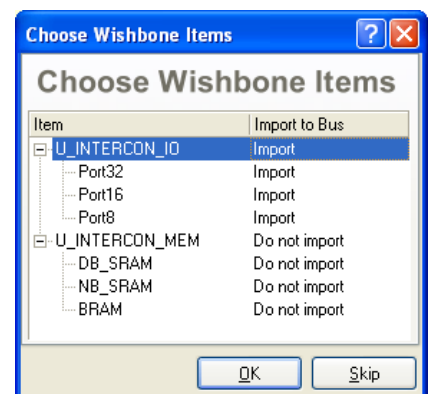 Choose Wishbone Items
Choose Wishbone Items
Item Import to Bus
U_INTERCON_IO Import
Port32 Import
Port16 Import
Port8 Import
U_INTERCON_MEM Do not import
DB_SRAM Do not import
NB_SRAM Do not import
BRAM Do not import
OK Skip